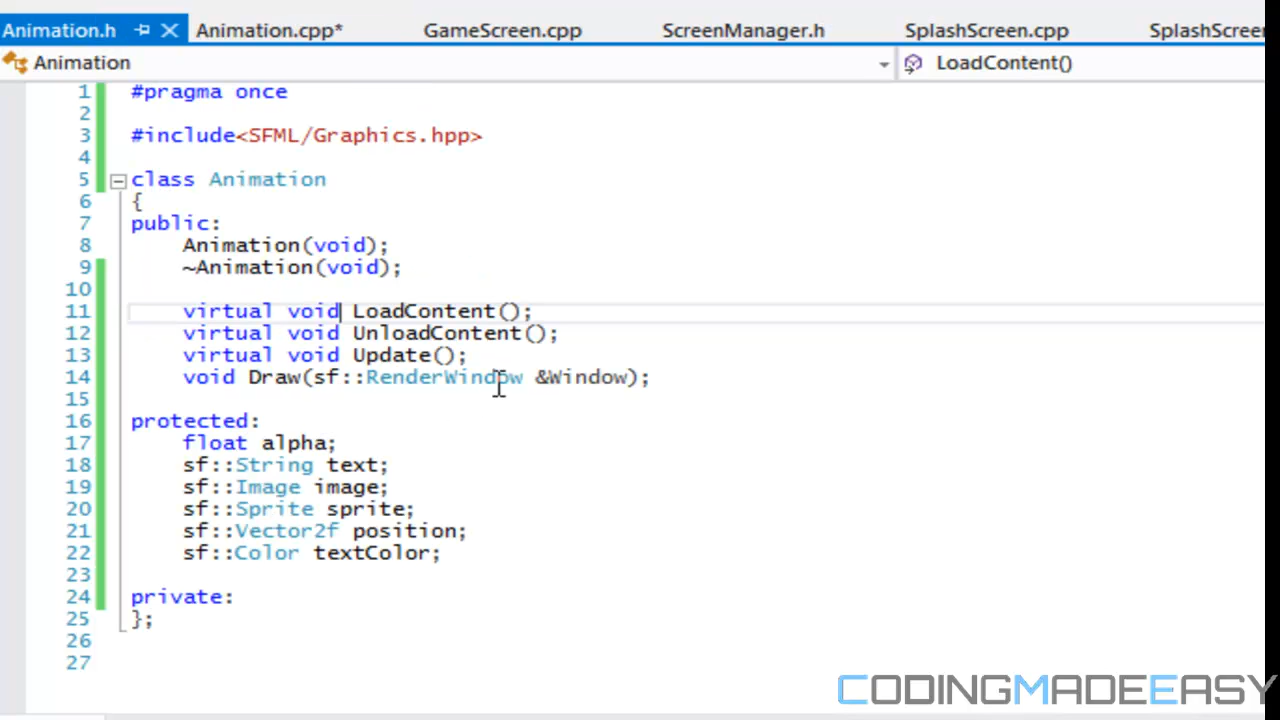 Animation.h Animation.cpp* GameScreen.cpp ScreenManager.h SplashScreen.cpp SplashScreen
Animation LoadContent()
1 #pragma once
2
3 #include<SFML/Graphics.hpp>
4
5 class Animation
6 {
7 public:
8 Animation(void);
9 ~Animation(void);
10
11 virtual void LoadContent();
12 virtual void UnloadContent();
13 virtual void Update();
14 void Draw(sf::RenderWindow &Window);
15
16 protected:
17 float alpha;
18 sf::String text;
19 sf::Image image;
20 sf::Sprite sprite;
21 sf::Vector2f position;
22 sf::Color textColor;
23
24 private:
25 };
26
27
CODINGMADEEASY